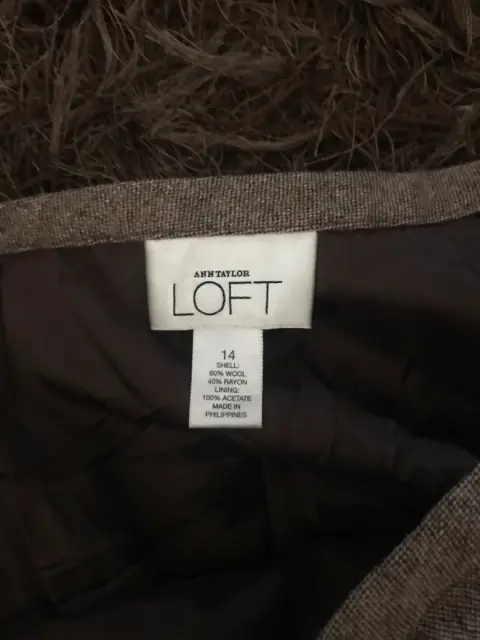 ANN TAYLOR
LOFT
14
SHELL:
60% WOOL
40% RAYON
LINING:
100% ACETATE
MADE IN
PHILIPPINES